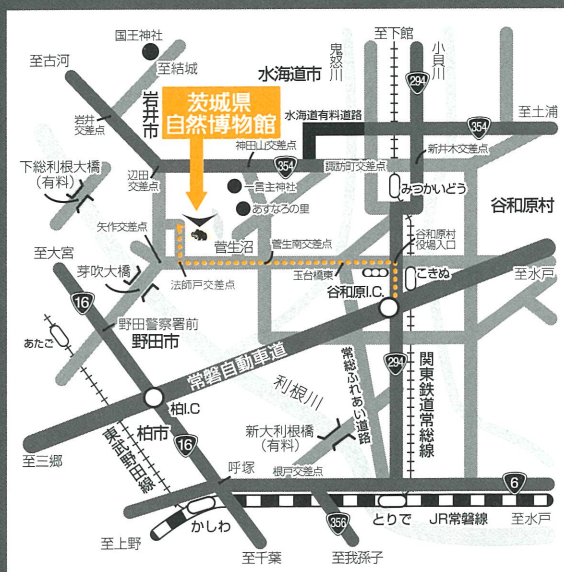 国王神社
至古河
至結城
岩井市
岩井
交差点
水海道市
鬼怒川
至下館
小貝川
294
茨城県
自然博物館
水海道有料道路
至土浦
354
神田山交差点
354
諏訪町交差点
新井木交差点
下総利根大橋
(有料)
辺田
交差点
一言主神社
あすなろの里
みつかいどう
谷和原村
矢作交差点
菅生沼
菅生南交差点
谷和原村
役場入口
至大宮
芽吹大橋
法師戸交差点
玉台橋東
谷和原I.C.
こきぬ
至水戸
16
野田警察署前
あたご
野田市
常磐自動車道
利根川
常総ふれあい道路
294
関東鉄道常総線
柏I.C
柏市
16
新大利根橋
(有料)
至三郷
東武野田線
呼塚
根戸交差点
6
かしわ
356
とりで
JR常磐線
至水戸
至上野
至千葉
至我孫子